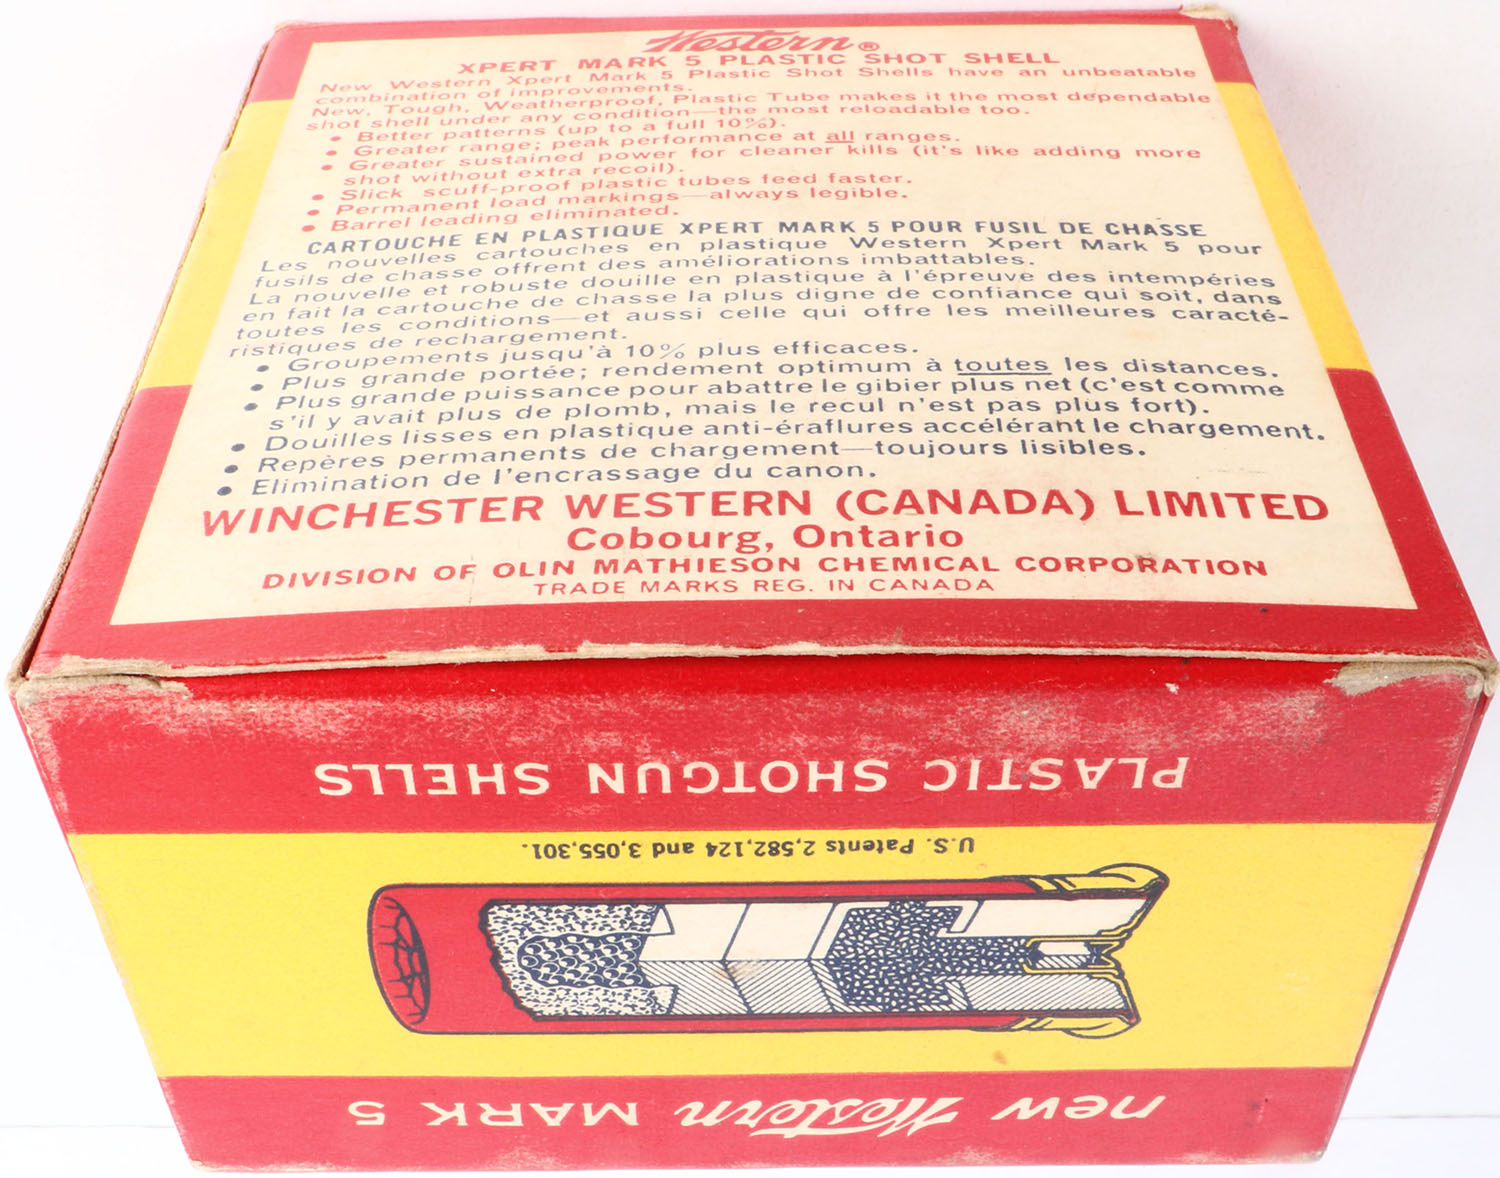 Western®
XPERT MARK 5 PLASTIC SHOT SHELL
New Western Xpert Mark 5 Plastic Shot Shells have an unbeatable
combination of improvements.
New, Tough, Weatherproof, Plastic Tube makes it the most dependable
shot shell under any condition—the most reloadable too.
• Better patterns (up to a full 10%).
• Greater range; peak performance at all ranges.
• Greater sustained power for cleaner kills (it's like adding more
shot without extra recoil).
• Slick scuff-proof plastic tubes feed faster.
• Permanent load markings—always legible.
• Barrel leading eliminated.
CARTOUCHE EN PLASTIQUE XPERT MARK 5 POUR FUSIL DE CHASSE
Les nouvelles cartouches en plastique Western Xpert Mark 5 pour
fusils de chasse offrent des améliorations imbattables.
La nouvelle et robuste douille en plastique à l'épreuve des intempéries
en fait la cartouche de chasse la plus digne de confiance qui soit, dans
toutes les conditions—et aussi celle qui offre les meilleures caracté-
ristiques de rechargement.
• Groupements jusqu'à 10% plus efficaces.
• Plus grande portée; rendement optimum à toutes les distances.
• Plus grande puissance pour abattre le gibier plus net (c'est comme
s'il y avait plus de plomb, mais le recul n'est pas plus fort).
• Douilles lisses en plastique anti-éraflures accélérant le chargement.
• Repères permanents de chargement—toujours lisibles.
• Elimination de l'encrassage du canon.
WINCHESTER WESTERN (CANADA) LIMITED
Cobourg, Ontario
DIVISION OF OLIN MATHIESON CHEMICAL CORPORATION
TRADE MARKS REG. IN CANADA
new Western MARK 5
U.S. Patents 2,582,124 and 3,055,301.
PLASTIC SHOTGUN SHELLS